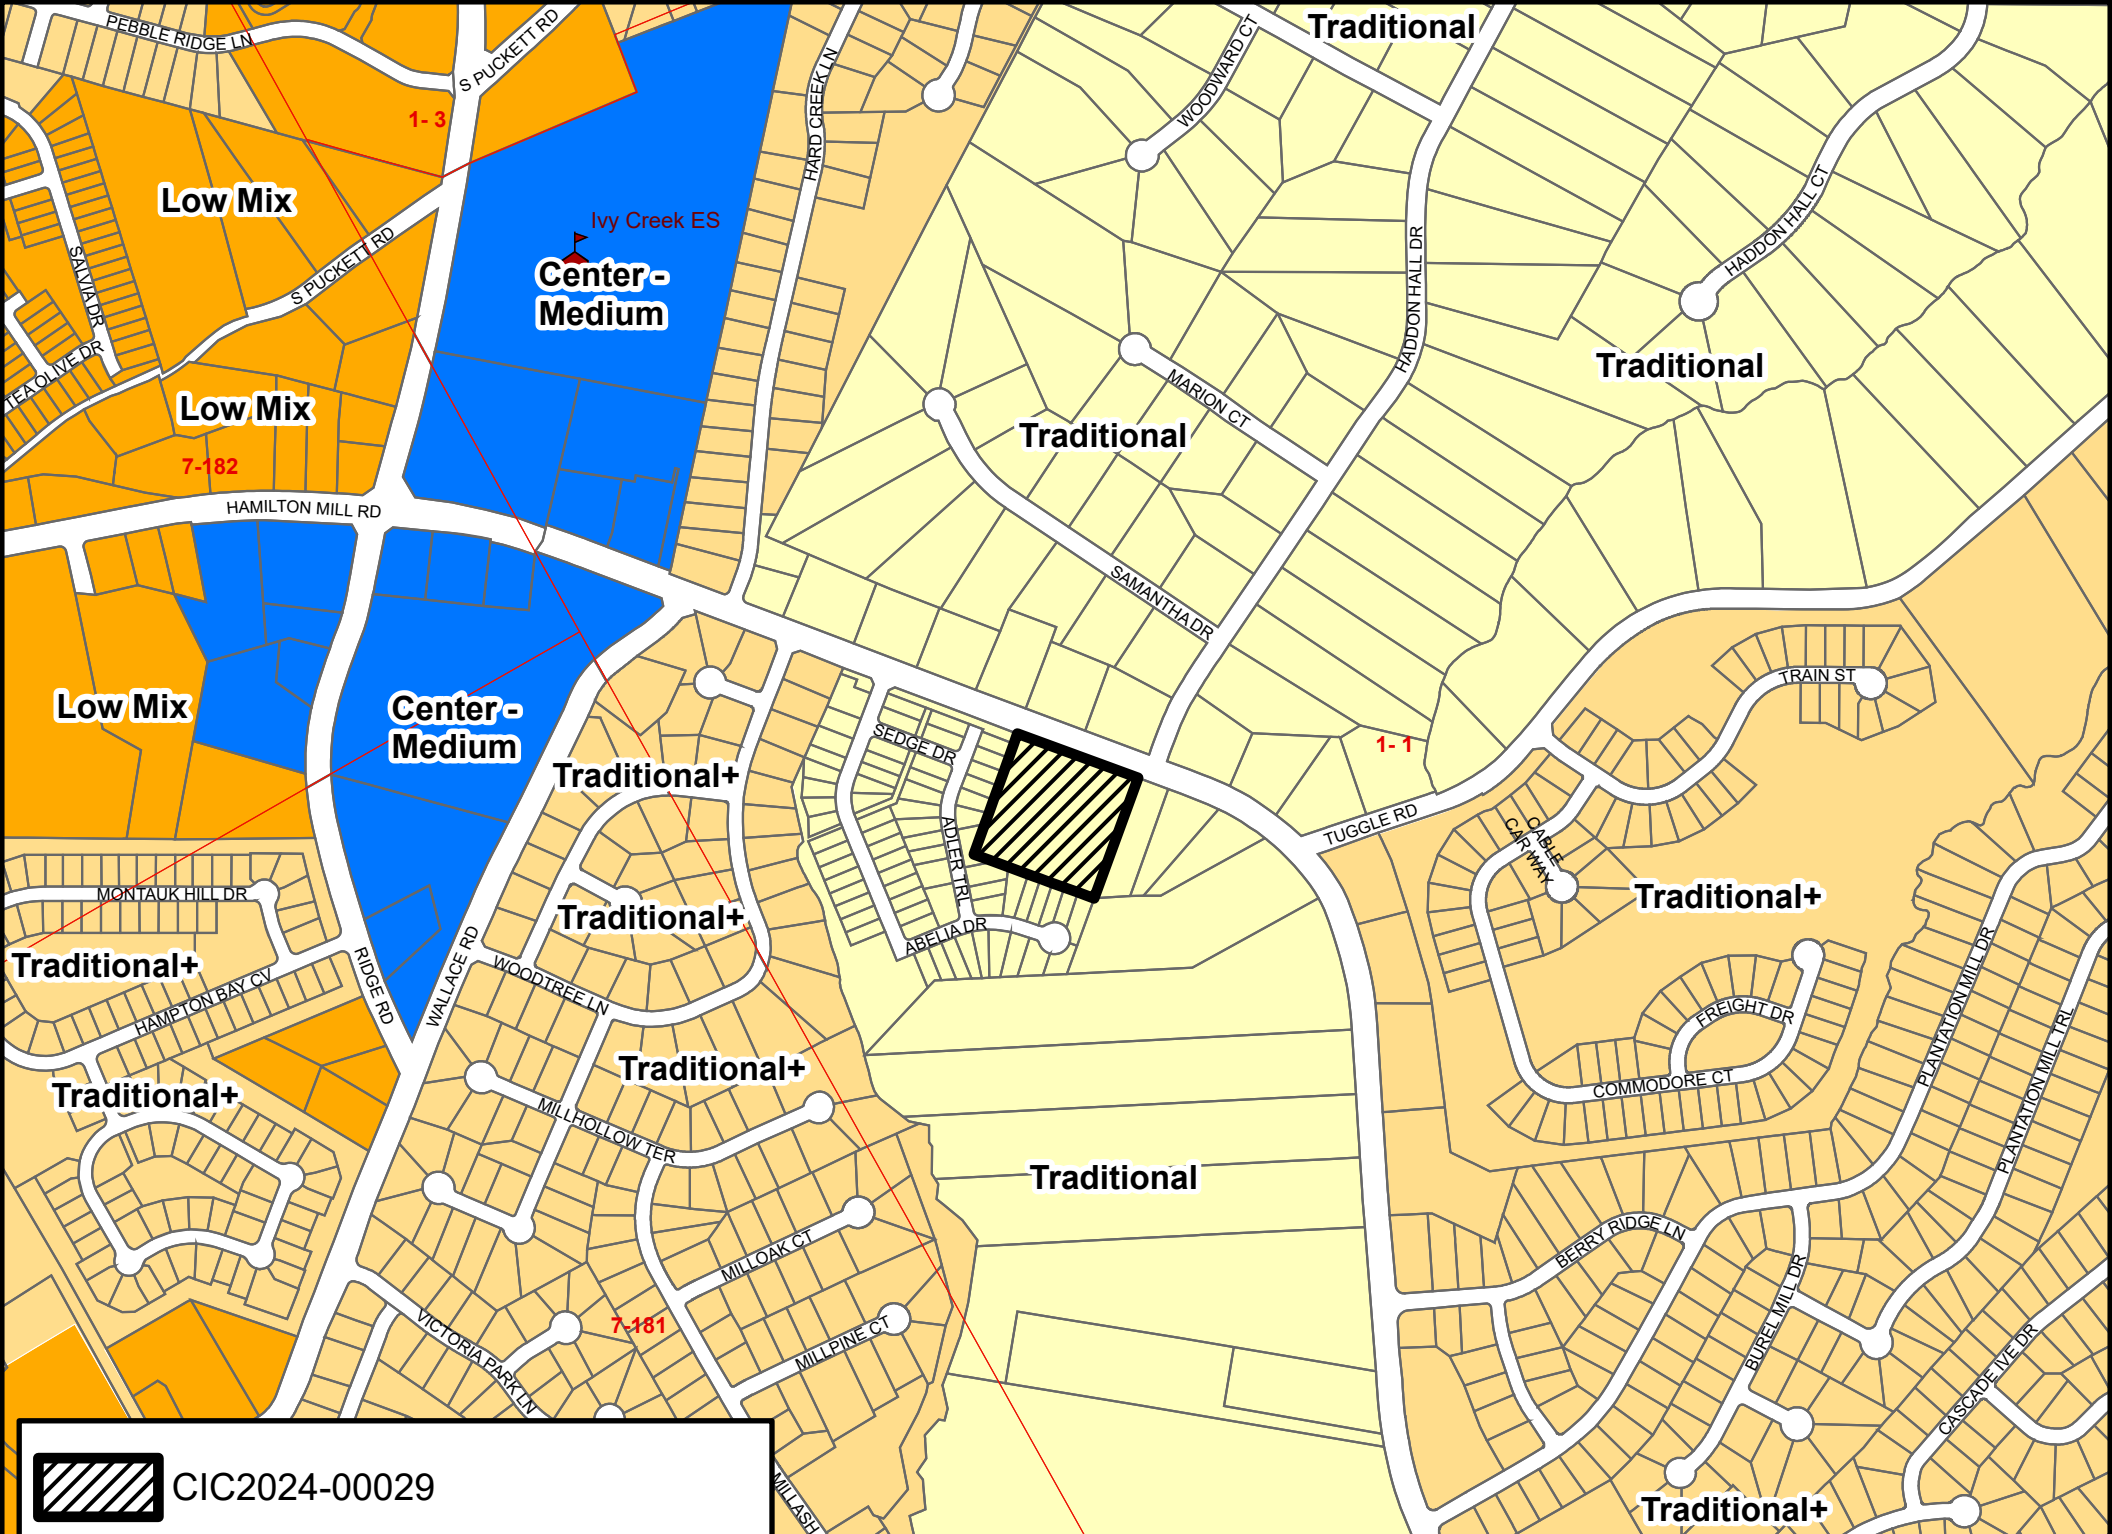 Traditional
PEBBLE RIDGE LN
S PUCKETT RD
WOODWARD CT
HARD CREEK LN
1- 3
Low Mix
Ivy Creek ES
HADDON HALL CT
S PUCKETT RD
SALVIA DR
Center -
Medium
HADDON HALL DR
TEA OLIVE DR
Traditional
Low Mix
MARION CT
Traditional
7-182
HAMILTON MILL RD
SAMANTHA DR
TRAIN ST
Low Mix
Center -
Medium
SEDGE DR
1- 1
Traditional+
TUGGLE RD
CABLE
CAR WAY
ADLER TRL
MONTAUK HILL DR
Traditional+
Traditional+
ABELIA DR
Traditional+
RIDGE RD
WALLACE RD
WOODTREE LN
HAMPTON BAY CV
FREIGHT DR
PLANTATION MILL DR
PLANTATION MILL TRL
Traditional+
Traditional+
COMMODORE CT
MILLHOLLOW TER
Traditional
MILLOAK CT
BERRY RIDGE LN
BUREL MILL DR
7-181
VICTORIA PARK LN
MILLPINE CT
CASCADE IVE DR
CIC2024-00029
MILLASH
Traditional+